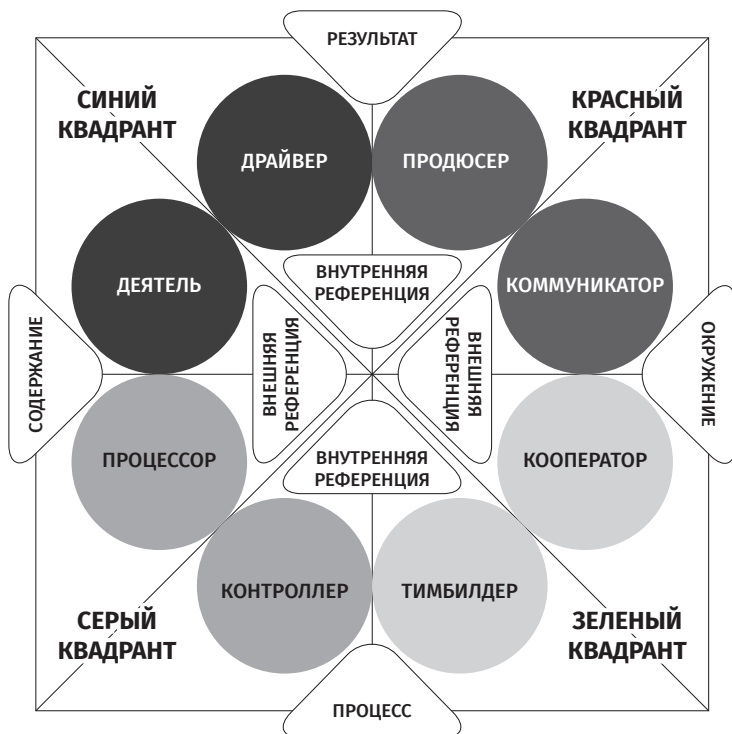 РЕЗУЛЬТАТ
СИНИЙ
КВАДРАНТ
КРАСНЫЙ
КВАДРАНТ
ДРАЙВЕР
ПРОДЮСЕР
ДЕЯТЕЛЬ
ВНУТРЕННЯЯ
РЕФЕРЕНЦИЯ
КОММУНИКАТОР
СОДЕРЖАНИЕ
ВНЕШНЯЯ
РЕФЕРЕНЦИЯ
ВНЕШНЯЯ
РЕФЕРЕНЦИЯ
ОКРУЖЕНИЕ
ПРОЦЕССОР
ВНУТРЕННЯЯ
РЕФЕРЕНЦИЯ
КООПЕРАТОР
КОНТРОЛЛЕР
ТИМБИЛДЕР
СЕРЫЙ
КВАДРАНТ
ЗЕЛЕНЫЙ
КВАДРАНТ
ПРОЦЕСС